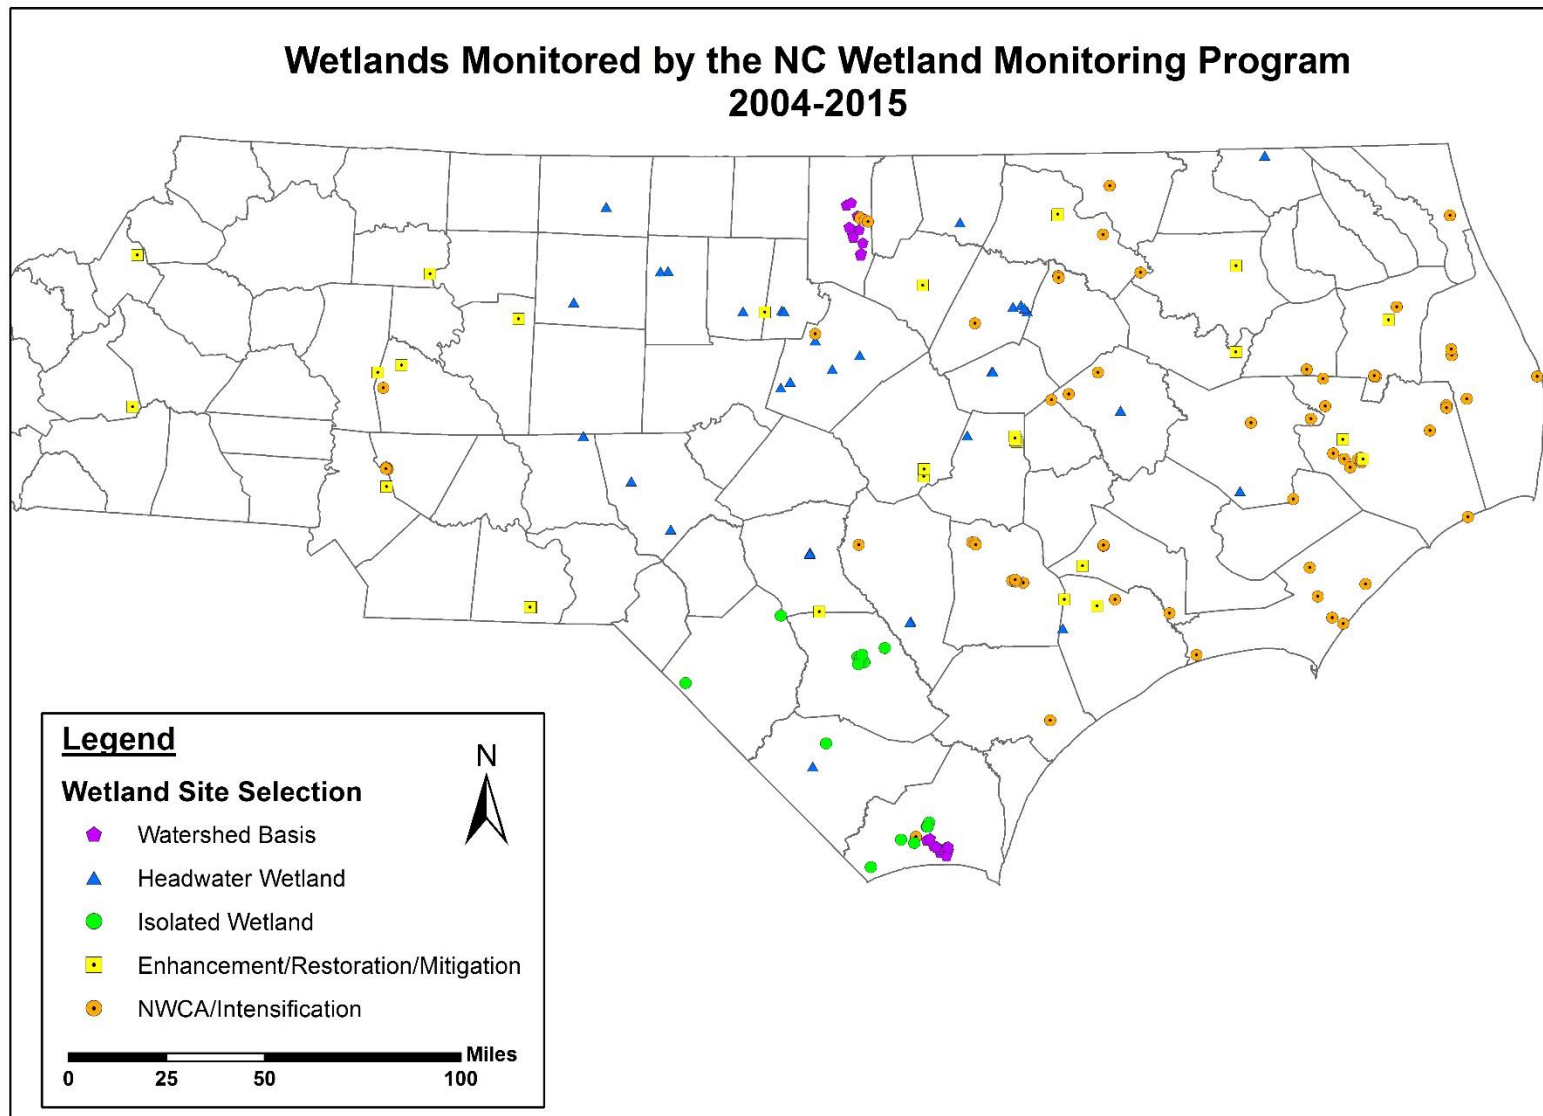 Wetlands Monitored by the NC Wetland Monitoring Program
2004-2015
Legend
N
Wetland Site Selection
Watershed Basis
Headwater Wetland
Isolated Wetland
Enhancement/Restoration/Mitigation
NWCA/Intensification
Miles
0 25 50 100